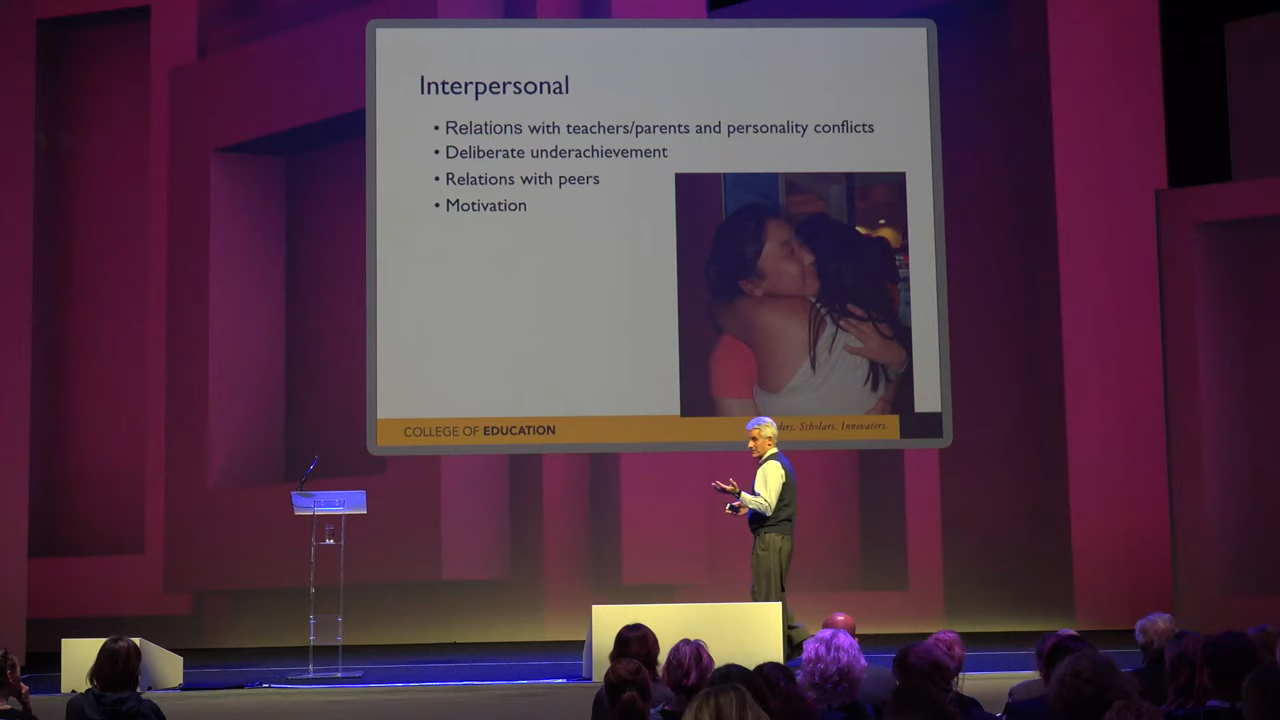 Interpersonal
• Relations with teachers/parents and personality conflicts
• Deliberate underachievement
• Relations with peers
• Motivation
COLLEGE OF EDUCATION
Scholars. Innovators.